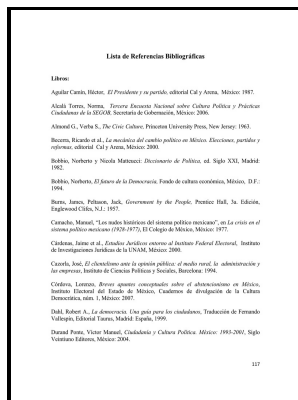 Lista de Referencias Bibliográficas
Libros:
Aguilar Camín, Héctor, El Presidente y su partido, editorial Cal y Arena, México: 1987.
Alcalá Torres, Norma, Tercera Encuesta Nacional sobre Cultura Política y Prácticas
Ciudadanas de la SEGOB. Secretaría de Gobernación, México: 2006.
Almond G., Verba S., The Civic Culture; Princeton University Press, New Jersey: 1963.
Becerra, Ricardo et al., La mecánica del cambio político en México. Elecciones, partidos y
reformas, editorial Cal y Arena, México: 2000.
Bobbio, Norberto y Nicola Matteucci: Diccionario de Política, ed. Siglo XXI, Madrid:
1982.
Bobbio, Norberto, El futuro de la Democracia, Fondo de cultura económica, México, D.F.:
1994.
Burns, James, Peltason, Jack, Government by the People, Prentice Hall, 3a. Edición,
Englewood Clifes, N.J.: 1957.
Camacho, Manuel, "Los nudos históricos del sistema político mexicano", en La crisis en el
sistema político mexicano (1928-1977), El Colegio de México, México: 1977.
Cárdenas, Jaime et al., Estudios Jurídicos entorno al Instituto Federal Electoral, Instituto
de Investigaciones Jurídicas de la UNAM, México: 2000.
Cazorla, José, El clientelismo ante la opinión pública: el medio rural, la administración y
las empresas, Instituto de Ciencias Políticas y Sociales, Barcelona: 1994.
Córdova, Lorenzo, Breves apuntes conceptuales sobre el abstencionismo en México,
Instituto Electoral del Estado de México, Cuadernos de divulgación de la Cultura
Democrática, núm. 1, México: 2007.
Dahl, Robert A., La democracia. Una guía para los ciudadanos, Traducción de Fernando
Vallespín, Editorial Taurus, Madrid: España, 1999.
Durand Ponte, Víctor Manuel, Ciudadanía y Cultura Política. México: 1993-2001, Siglo
Veintiuno Editores, México: 2004.
117